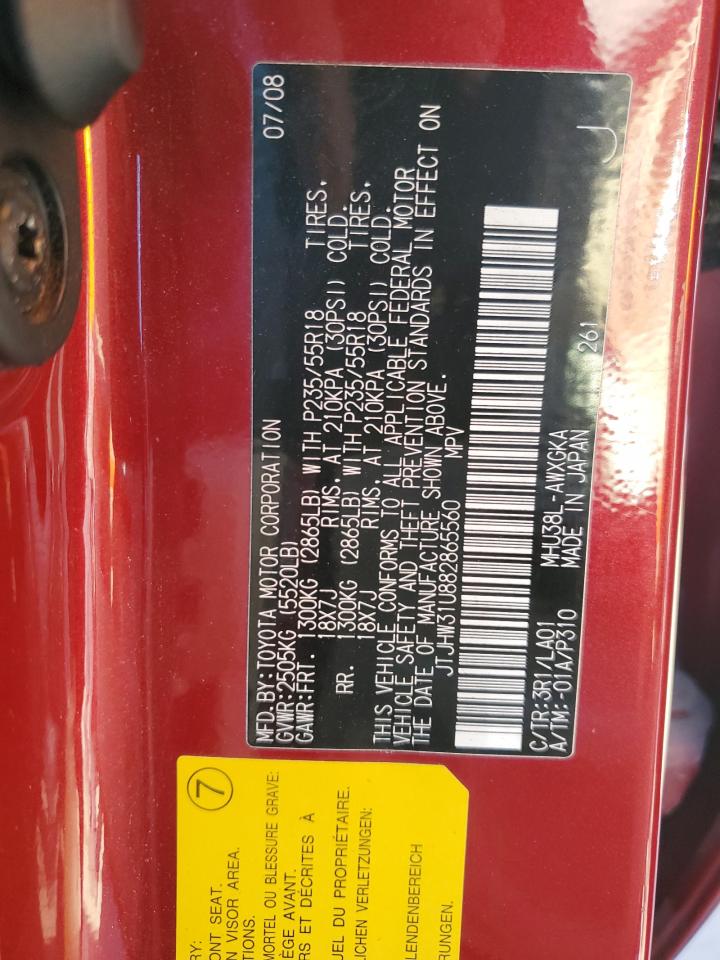 MFD.BY:TOYOTA MOTOR CORPORATION 07/08
GVWR:2505KG (5520LB)
GAWR:FRT. 1300KG (2865LB) WITH P235/55R18 TIRES,
18X7J RIMS, AT 210KPA (30PSI) COLD.
RR. 1300KG (2865LB) WITH P235/55R18 TIRES,
18X7J RIMS, AT 210KPA (30PSI) COLD.
THIS VEHICLE CONFORMS TO ALL APPLICABLE FEDERAL MOTOR
VEHICLE SAFETY AND THEFT PREVENTION STANDARDS IN EFFECT ON
THE DATE OF MANUFACTURE SHOWN ABOVE.
JTJHW31U882865560 MPV
C/TR:3R1/LA01 MHU38L-AWXGKA 261
A/TM:-01A/P310 MADE IN JAPAN J
7
RY:
ONT SEAT.
N VISOR AREA.
TIONS.
MORTEL OU BLESSURE GRAVE:
IÈGE AVANT.
RS ET DÉCRITES À
UEL DU PROPRIÉTAIRE.
LICHEN VERLETZUNGEN:
LENDENBEREICH
RUNGEN.